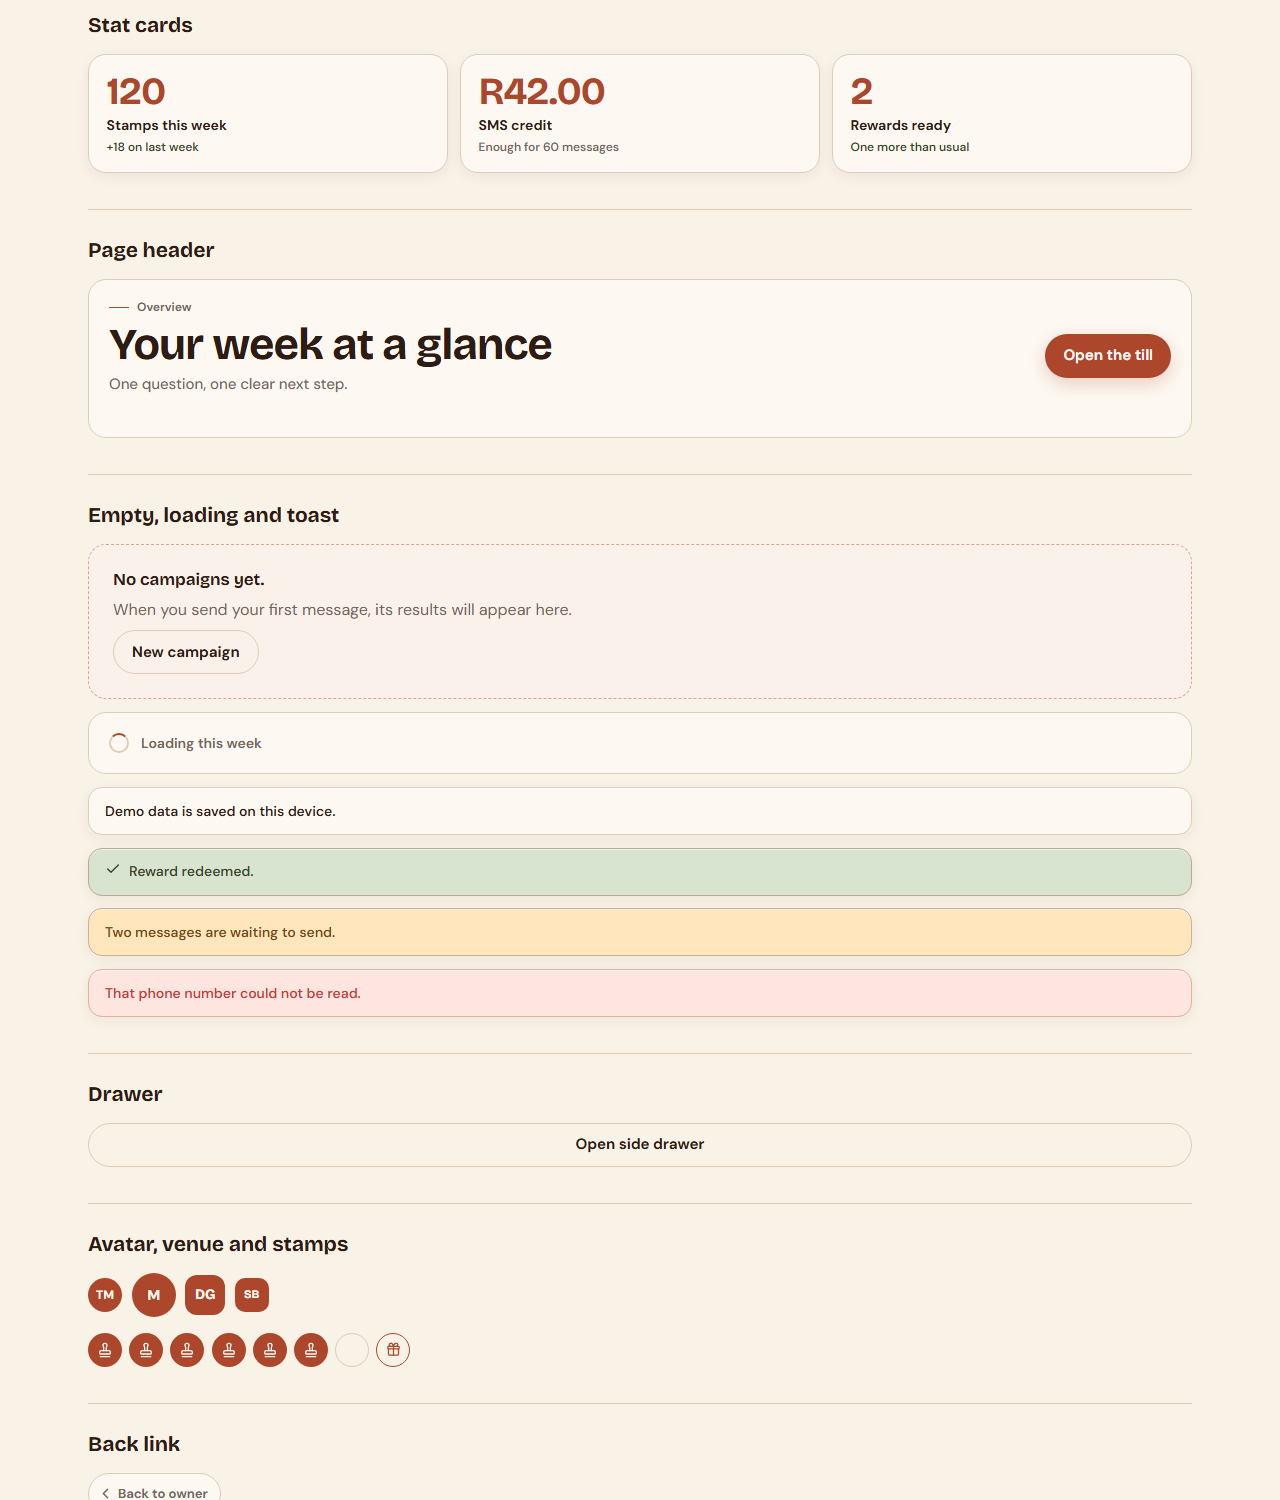 Stat cards
120
Stamps this week
+18 on last week
R42.00
SMS credit
Enough for 60 messages
2
Rewards ready
One more than usual
Page header
Overview
Your week at a glance
One question, one clear next step.
Open the till
Empty, loading and toast
No campaigns yet.
When you send your first message, its results will appear here.
New campaign
Loading this week
Demo data is saved on this device.
Reward redeemed.
Two messages are waiting to send.
That phone number could not be read.
Drawer
Open side drawer
Avatar, venue and stamps
TM M DG SB
Back link
Back to owner